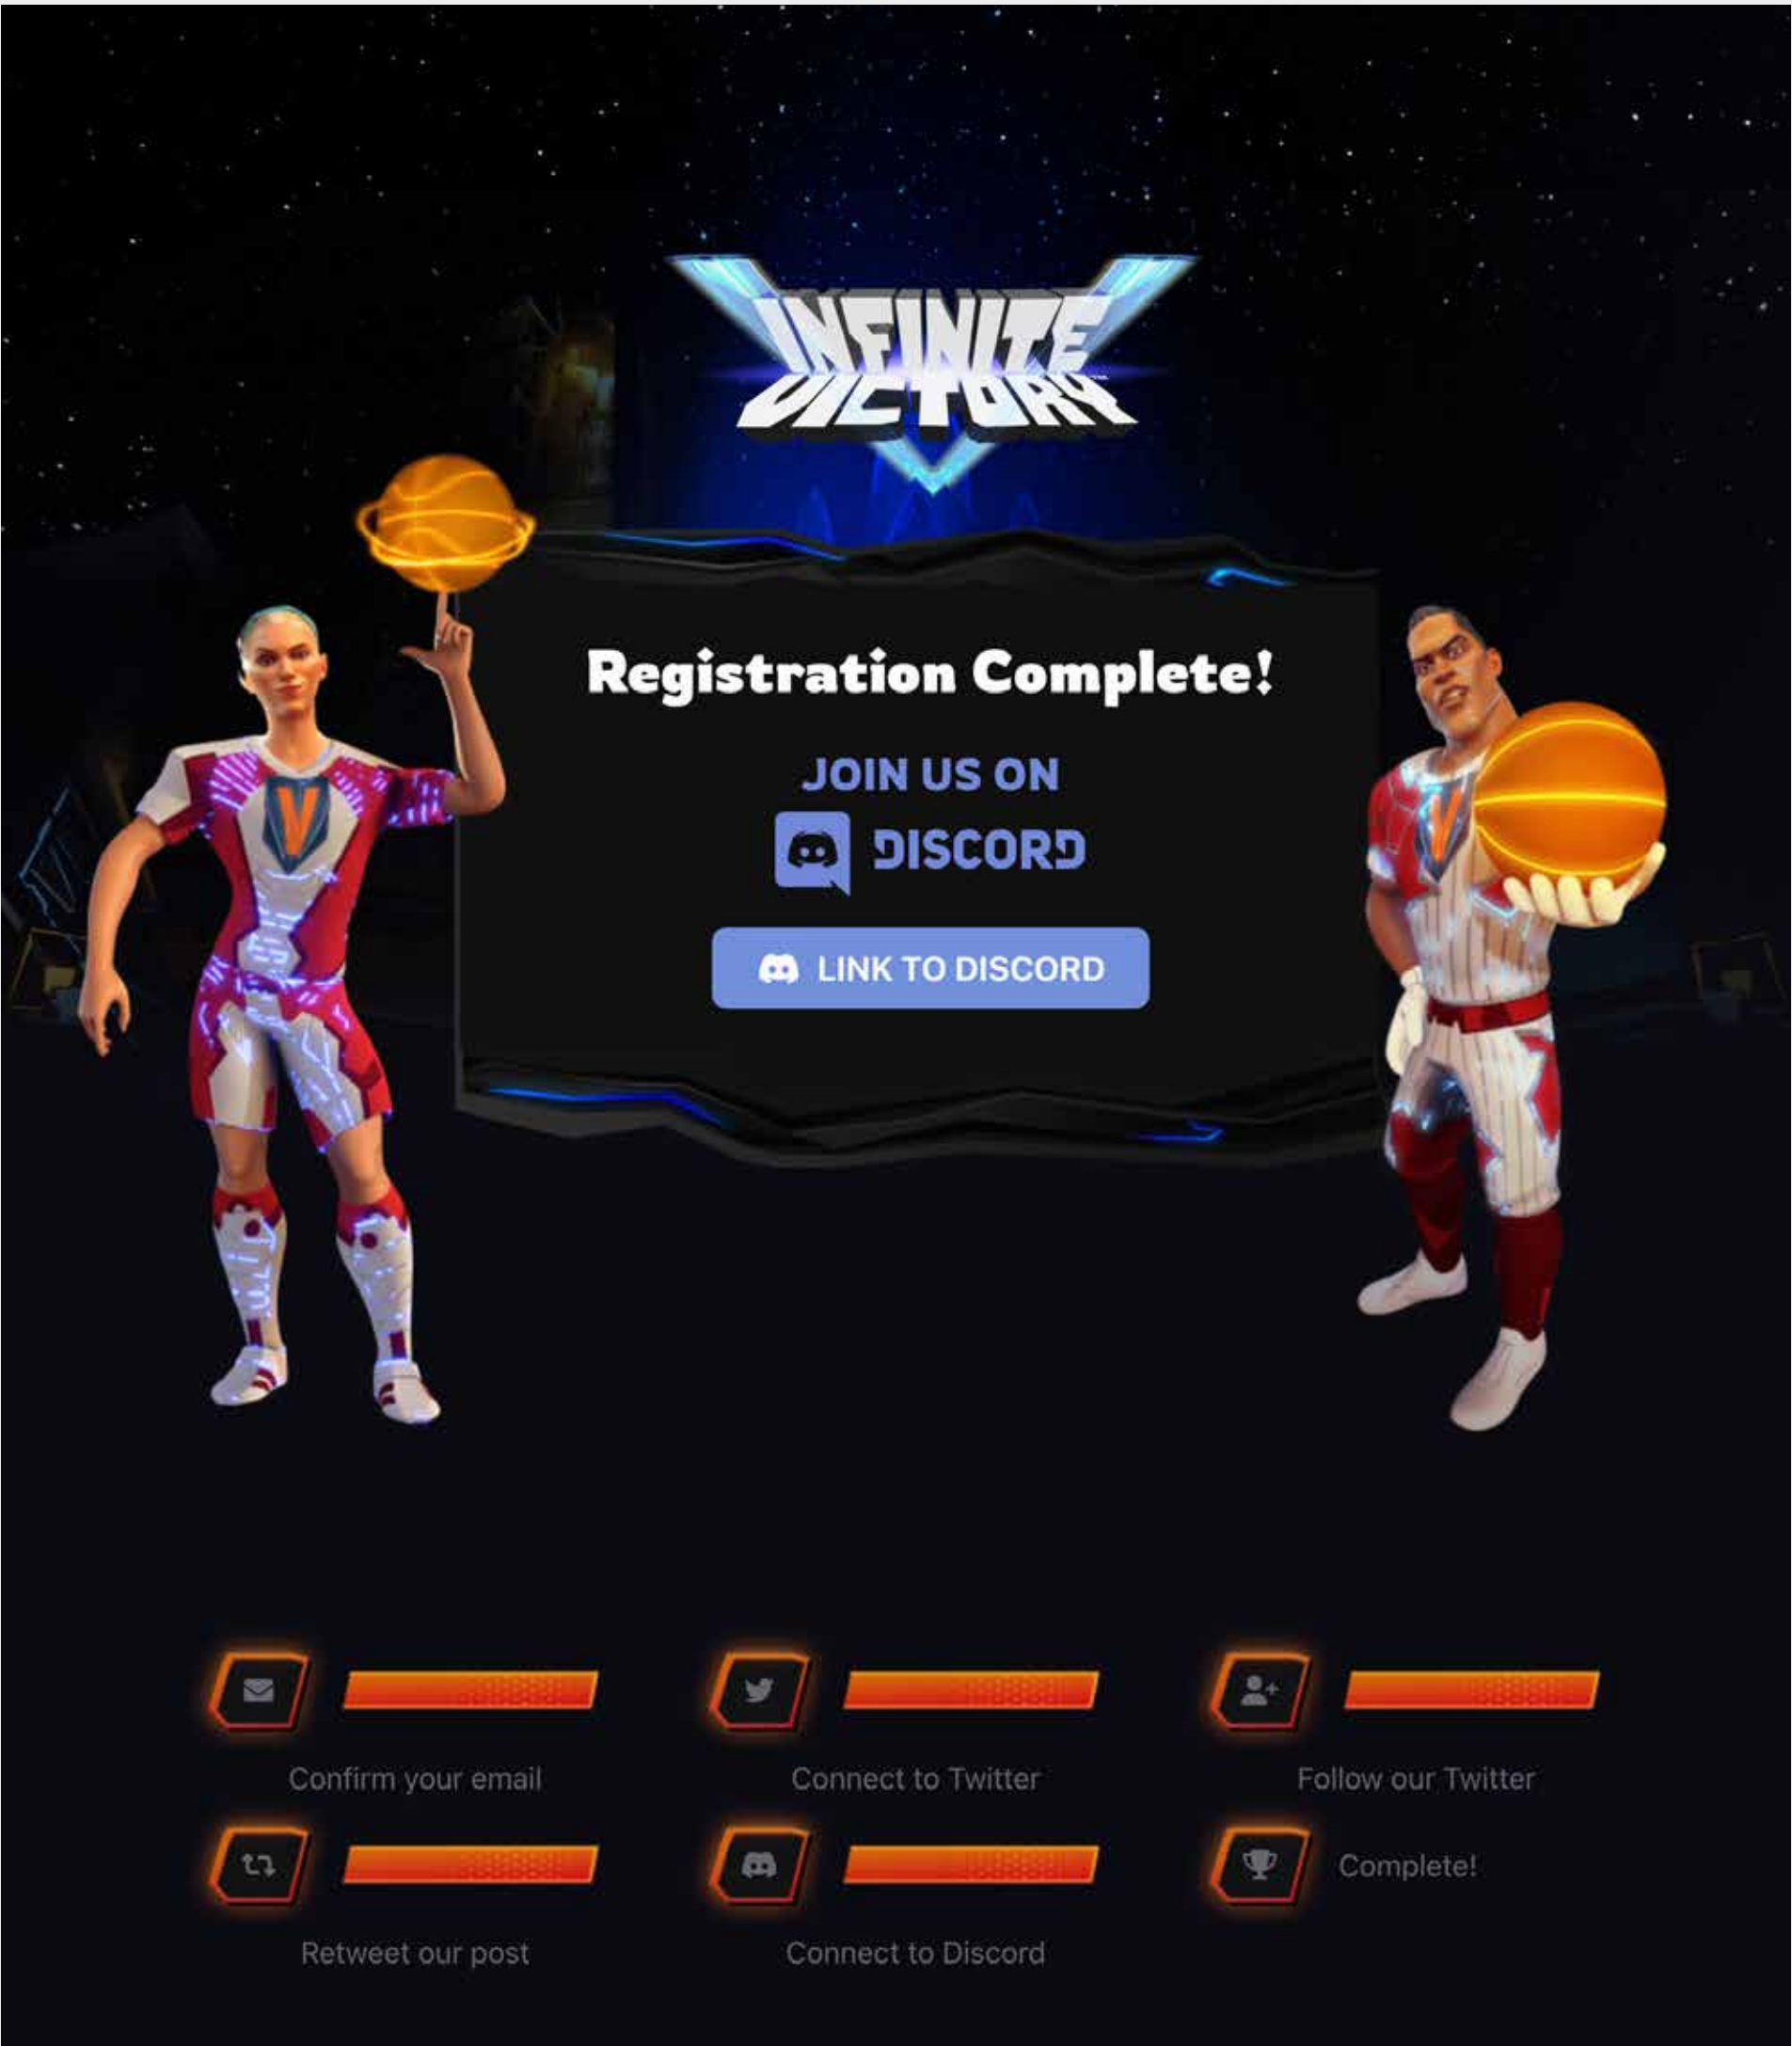 INFINITE
VICTORY™
Registration Complete!
JOIN US ON
DISCORD
LINK TO DISCORD
Confirm your email
Connect to Twitter
Follow our Twitter
Retweet our post
Connect to Discord
Complete!